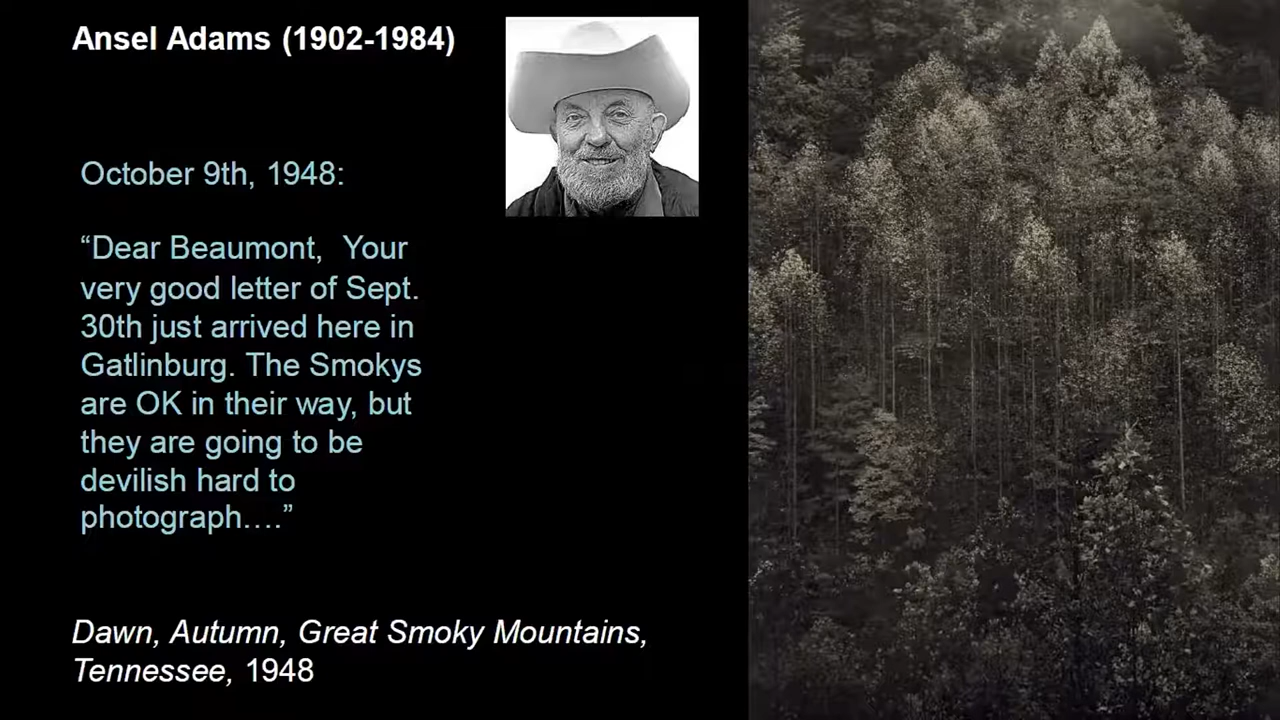 Ansel Adams (1902-1984)
October 9th, 1948:
“Dear Beaumont,  Your
very good letter of Sept.
30th just arrived here in
Gatlinburg. The Smokys
are OK in their way, but
they are going to be
devilish hard to
photograph….”
Dawn, Autumn, Great Smoky Mountains,
Tennessee, 1948